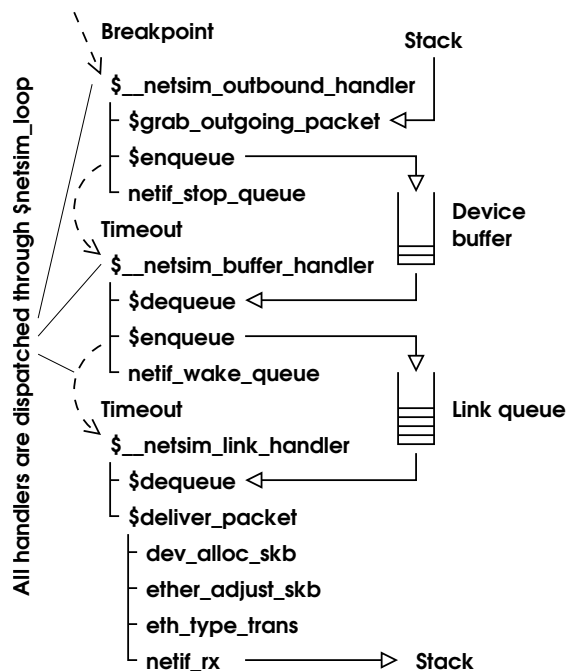 Breakpoint
Stack
$__netsim_outbound_handler
$grab_outgoing_packet
$enqueue
netif_stop_queue
Device
buffer
Timeout
$__netsim_buffer_handler
$dequeue
$enqueue
netif_wake_queue
Link queue
Timeout
$__netsim_link_handler
$dequeue
$deliver_packet
dev_alloc_skb
ether_adjust_skb
eth_type_trans
netif_rx
Stack
All handlers are dispatched through $netsim_loop